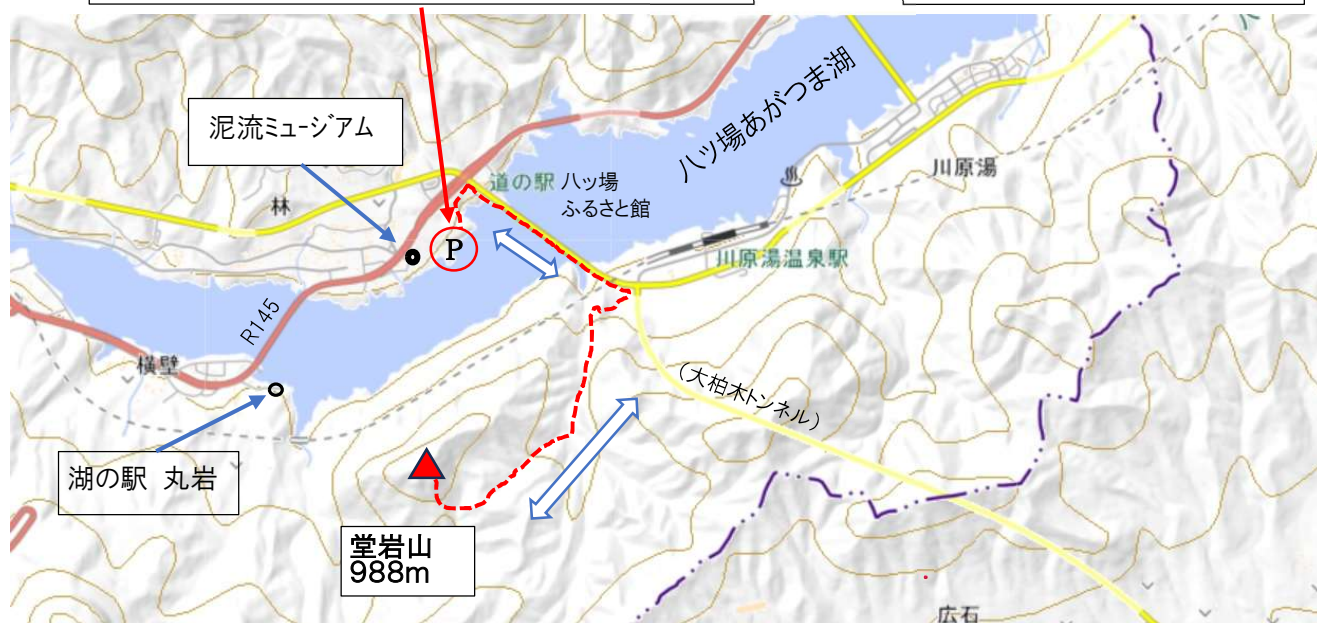 八ッ場あがつま湖
泥流ミュージアム
道の駅
八ッ場
ふるさと館
川原湯
林
P
川原湯温泉駅
R145
横壁
(大柏木トンネル)
湖の駅 丸岩
堂岩山
988m
広石